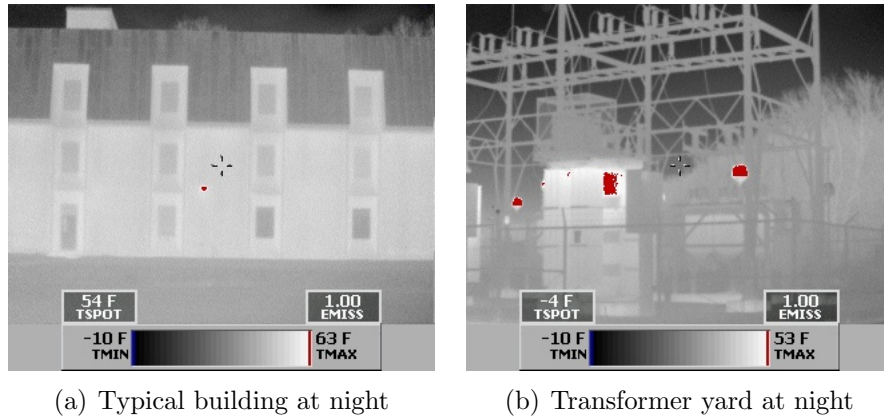 54 F
TSPOT
1.00
EMISS
-10 F
TMIN
63 F
TMAX
-4 F
TSPOT
1.00
EMISS
-10 F
TMIN
53 F
TMAX
(a) Typical building at night
(b) Transformer yard at night